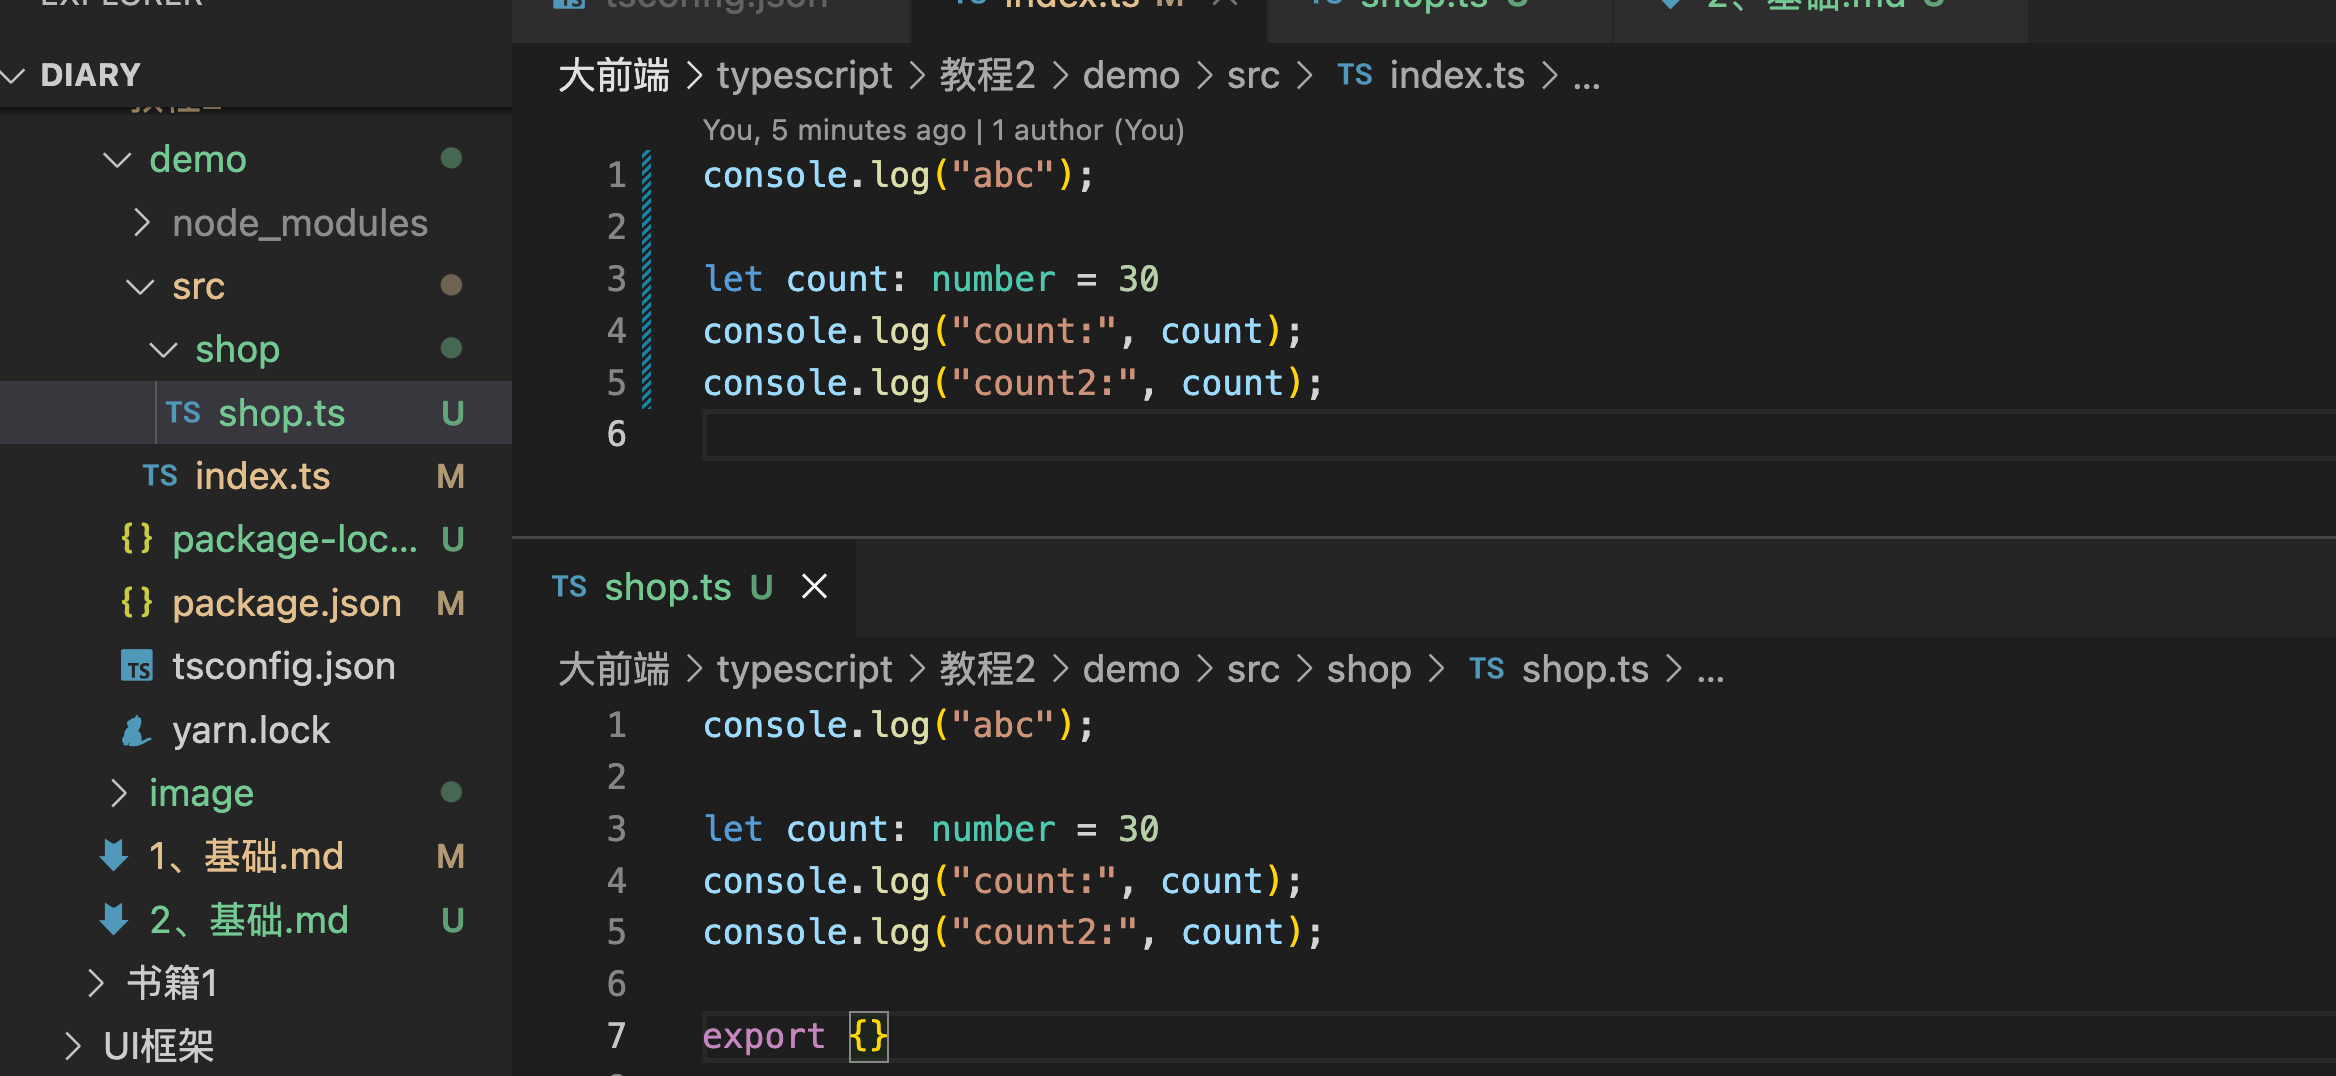 EXPLORER
DIARY
demo
node_modules
src
shop
TS shop.ts U
TS index.ts M
{} package-loc... U
{} package.json M
TS tsconfig.json
yarn.lock
image
1、基础.md M
2、基础.md U
书籍1
UI框架
TS tsconfig.json
TS index.ts M
TS shop.ts U
2、基础.md U
大前端 > typescript > 教程2 > demo > src > TS index.ts > ...
You, 5 minutes ago | 1 author (You)
1 console.log("abc");
2
3 let count: number = 30
4 console.log("count:", count);
5 console.log("count2:", count);
6
TS shop.ts U
大前端 > typescript > 教程2 > demo > src > shop > TS shop.ts > ...
1 console.log("abc");
2
3 let count: number = 30
4 console.log("count:", count);
5 console.log("count2:", count);
6
7 export {}